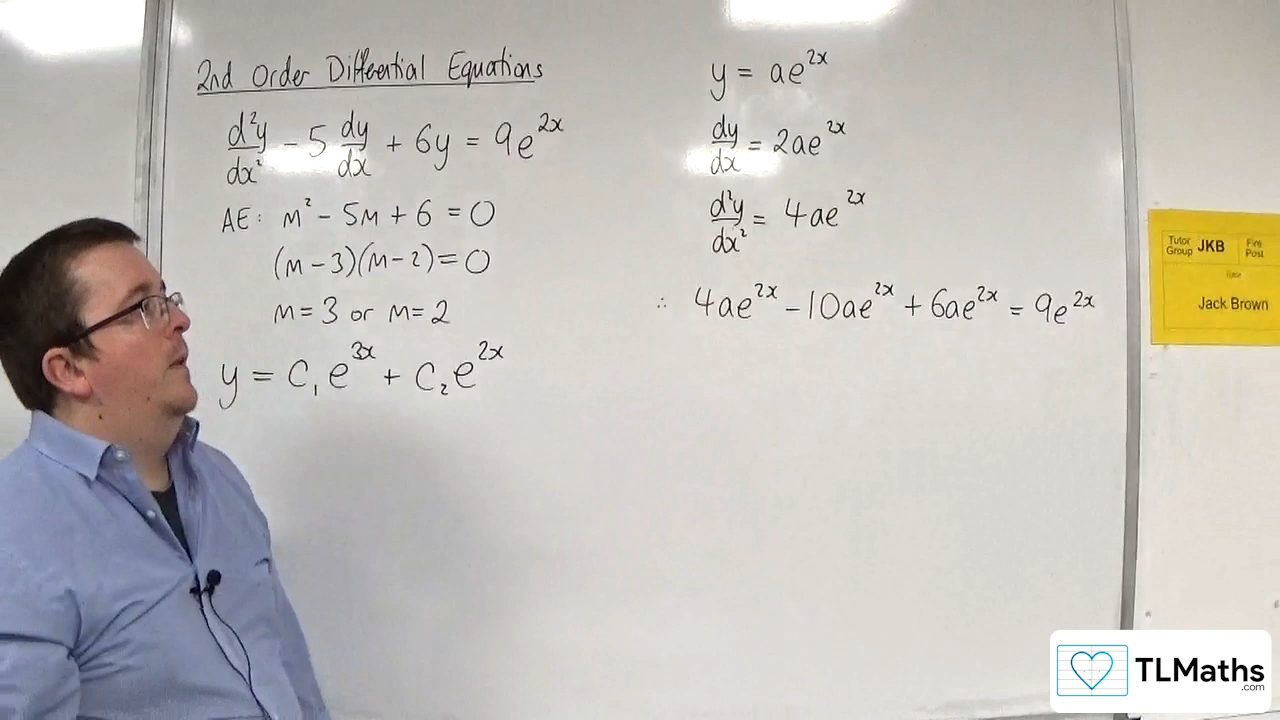 2nd Order Differential Equations
d²y/dx² - 5 dy/dx + 6y = 9e^2x
AE: m² - 5m + 6 = 0
(m - 3)(m - 2) = 0
m = 3 or m = 2
y = C₁e^3x + C₂e^2x
y = ae^2x
dy/dx = 2ae^2x
d²y/dx² = 4ae^2x
∴ 4ae^2x - 10ae^2x + 6ae^2x = 9e^2x
Tutor Group JKB
Fire Post
Tutor
Jack Brown
TLMaths
.com